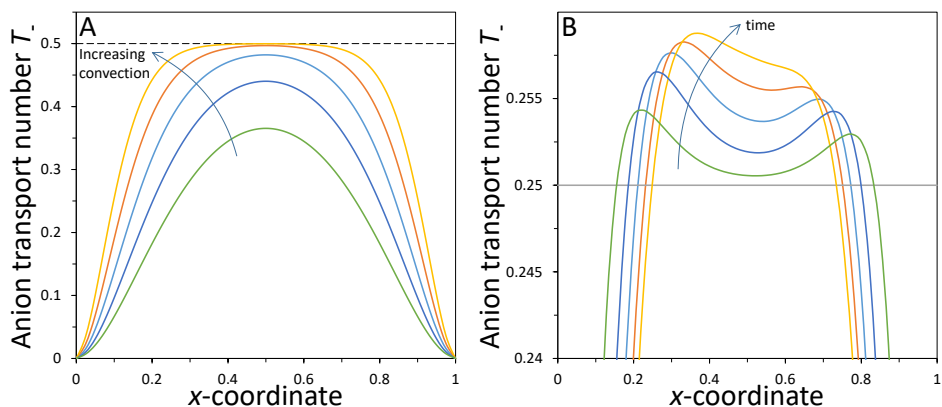 A
Anion transport number T-
0.5
0.4
0.3
0.2
0.1
0
Increasing
convection
0 0.2 0.4 0.6 0.8 1
x-coordinate
B
Anion transport number T-
time
0.255
0.25
0.245
0.24
0 0.2 0.4 0.6 0.8 1
x-coordinate